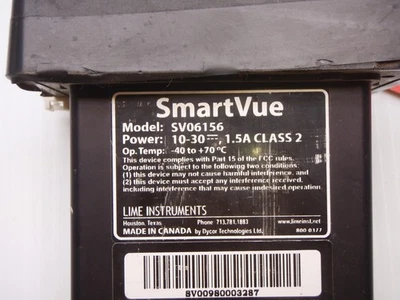 SmartVue
Model: SV06156
Power: 10-30⎓, 1.5A CLASS 2
Op. Temp: -40 to +70 °C
This device complies with Part 15 of the FCC rules.
Operation is subject to the following two conditions:
(1) this device may not cause harmful interference, and
(2) this device must accept any interference received,
including interference that may cause undesired operation.
LIME INSTRUMENTS
Houston, Texas Phone 713.781.1883 www.limeinst.net
MADE IN CANADA by Dycor Technologies Ltd. 800 0177
SV00980003287